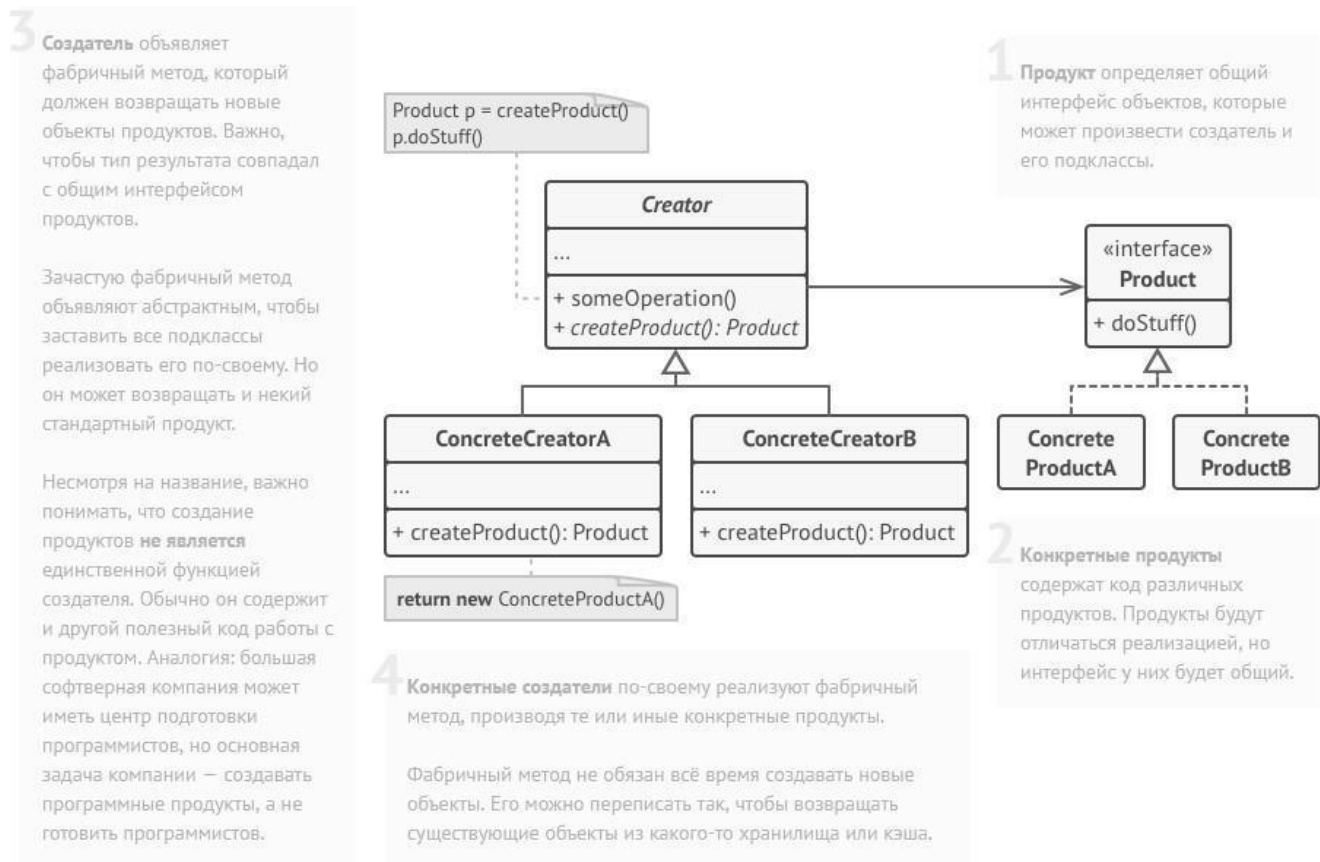 3
Создатель объявляет
фабричный метод, который
должен возвращать новые
объекты продуктов. Важно,
чтобы тип результата совпадал
с общим интерфейсом
продуктов.
Зачастую фабричный метод
объявляют абстрактным, чтобы
заставить все подклассы
реализовать его по-своему. Но
он может возвращать и некий
стандартный продукт.
Несмотря на название, важно
понимать, что создание
продуктов не является
единственной функцией
создателя. Обычно он содержит
и другой полезный код работы с
продуктом. Аналогия: большая
софтверная компания может
иметь центр подготовки
программистов, но основная
задача компании — создавать
программные продукты, а не
готовить программистов.
Product p = createProduct()
p.doStuff()
Creator
...
+ someOperation()
+ createProduct(): Product
ConcreteCreatorA
...
+ createProduct(): Product
ConcreteCreatorB
...
+ createProduct(): Product
return new ConcreteProductA()
1
Продукт определяет общий
интерфейс объектов, которые
может произвести создатель и
его подклассы.
«interface»
Product
+ doStuff()
Concrete
ProductA
Concrete
ProductB
2
Конкретные продукты
содержат код различных
продуктов. Продукты будут
отличаться реализацией, но
интерфейс у них будет общий.
4
Конкретные создатели по-своему реализуют фабричный
метод, производя те или иные конкретные продукты.
Фабричный метод не обязан всё время создавать новые
объекты. Его можно переписать так, чтобы возвращать
существующие объекты из какого-то хранилища или кэша.